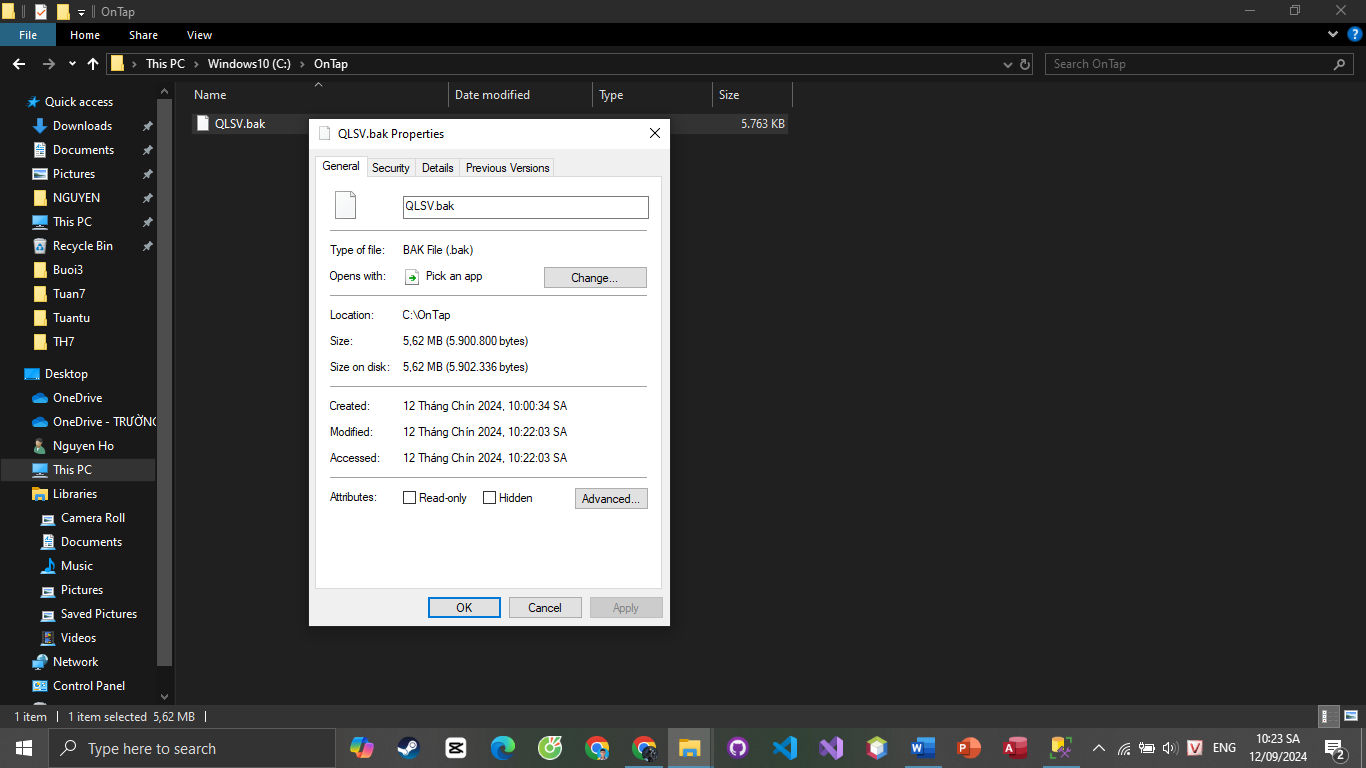 OnTap
File Home Share View
This PC Windows10 (C:) OnTap
Search OnTap
Name Date modified Type Size
QLSV.bak 5.763 KB
Quick access
Downloads
Documents
Pictures
NGUYEN
This PC
Recycle Bin
Buoi3
Tuan7
Tuantu
TH7
Desktop
OneDrive
OneDrive - TRƯỜNG
Nguyen Ho
This PC
Libraries
Camera Roll
Documents
Music
Pictures
Saved Pictures
Videos
Network
Control Panel
QLSV.bak Properties
General Security Details Previous Versions
QLSV.bak
Type of file: BAK File (.bak)
Opens with: Pick an app Change...
Location: C:\OnTap
Size: 5,62 MB (5.900.800 bytes)
Size on disk: 5,62 MB (5.902.336 bytes)
Created: 12 Tháng Chín 2024, 10:00:34 SA
Modified: 12 Tháng Chín 2024, 10:22:03 SA
Accessed: 12 Tháng Chín 2024, 10:22:03 SA
Attributes: Read-only Hidden Advanced...
OK Cancel Apply
1 item 1 item selected 5,62 MB
Type here to search
ENG
10:23 SA
12/09/2024
2